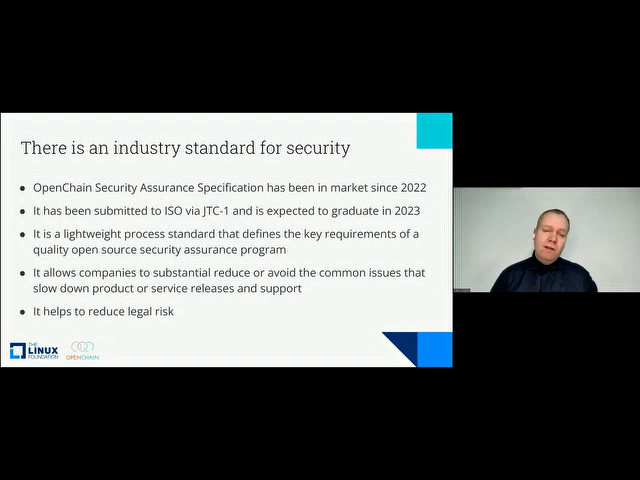 There is an industry standard for security
● OpenChain Security Assurance Specification has been in market since 2022
● It has been submitted to ISO via JTC-1 and is expected to graduate in 2023
● It is a lightweight process standard that defines the key requirements of a
quality open source security assurance program
● It allows companies to substantial reduce or avoid the common issues that
slow down product or service releases and support
● It helps to reduce legal risk
THE
LINUX
FOUNDATION
OPENCHAIN